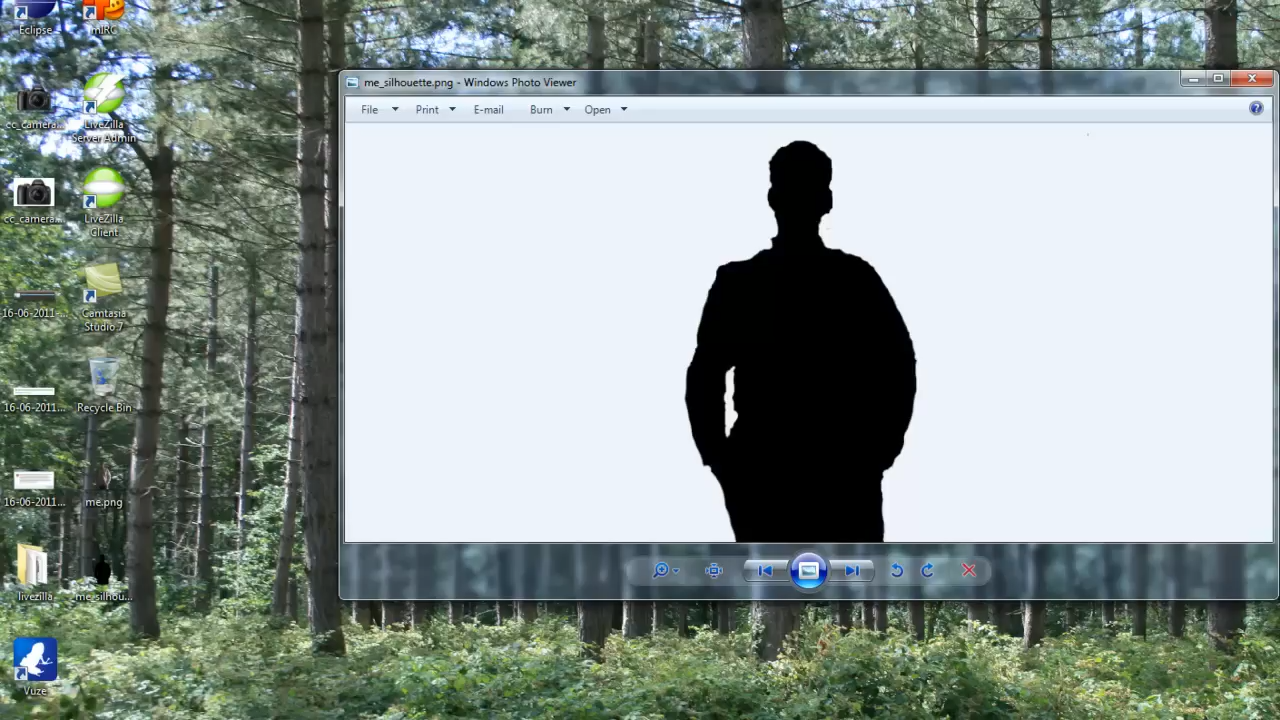 Eclipse
mIRC
cc_camera...
LiveZilla
Server Admin
cc_camera...
LiveZilla
Client
16-06-2011-...
Camtasia
Studio 7
16-06-2011...
Recycle Bin
16-06-2011...
me.png
livezilla
me_silhou...
Vuze
me_silhouette.png - Windows Photo Viewer
File
Print
E-mail
Burn
Open